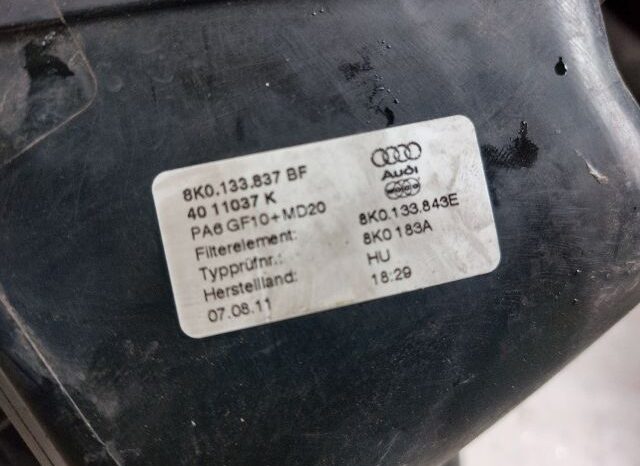 8K0.133.837 BF
40 11037 K
Audi
PA6 GF10+MD20
Filterelement: 8K0.133.843E
Typprüfnr.: 8K0 183A
Herstellland: HU
07.08.11 18:29